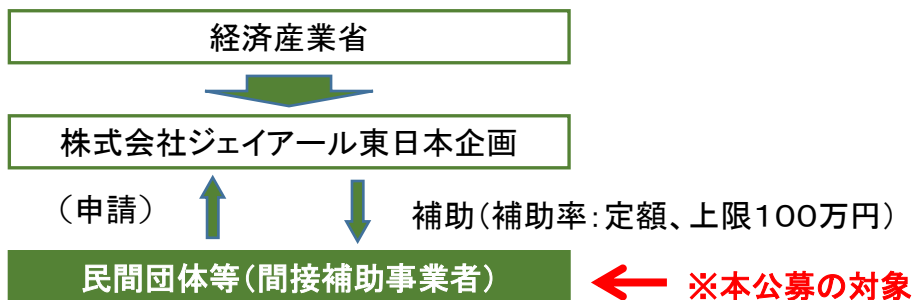 経済産業省
株式会社ジェイアール東日本企画
（申請）
補助（補助率：定額、上限１００万円）
民間団体等（間接補助事業者）
※本公募の対象